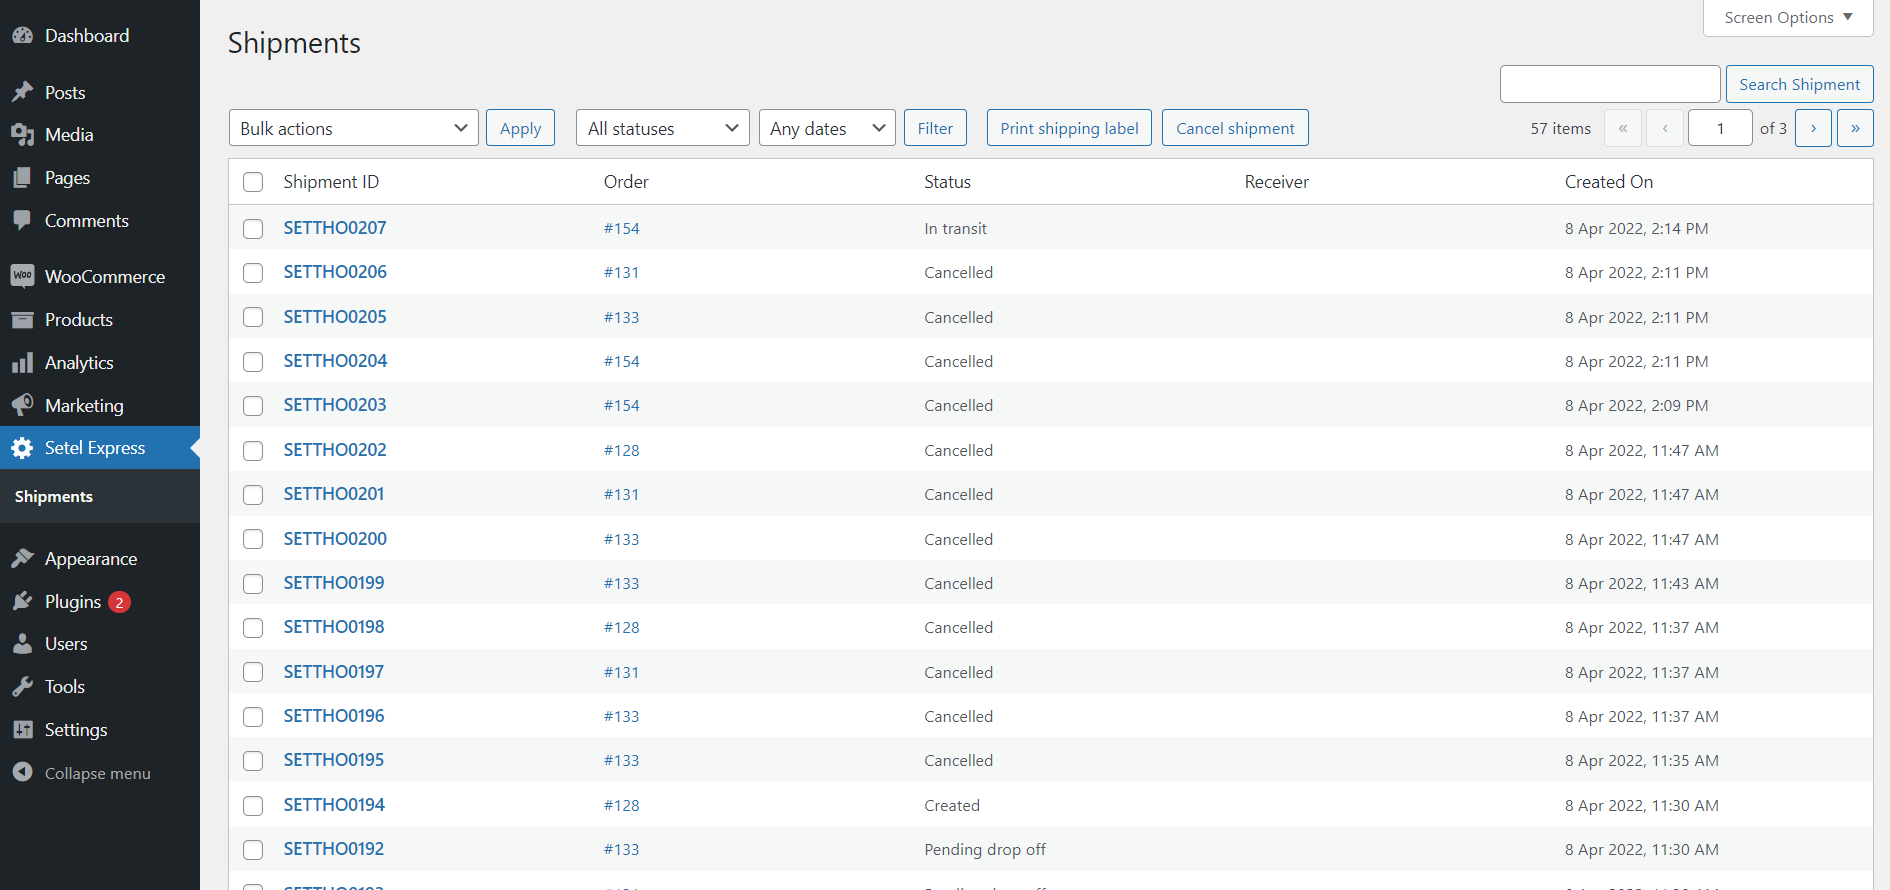 Dashboard
Posts
Media
Pages
Comments
WooCommerce
Products
Analytics
Marketing
Setel Express
Shipments
Appearance
Plugins 2
Users
Tools
Settings
Collapse menu
Screen Options
Shipments
Search Shipment
Bulk actions Apply All statuses Any dates Filter Print shipping label Cancel shipment 57 items « ‹ 1 of 3 › »
Shipment ID Order Status Receiver Created On
SETTHO0207 #154 In transit 8 Apr 2022, 2:14 PM
SETTHO0206 #131 Cancelled 8 Apr 2022, 2:11 PM
SETTHO0205 #133 Cancelled 8 Apr 2022, 2:11 PM
SETTHO0204 #154 Cancelled 8 Apr 2022, 2:11 PM
SETTHO0203 #154 Cancelled 8 Apr 2022, 2:09 PM
SETTHO0202 #128 Cancelled 8 Apr 2022, 11:47 AM
SETTHO0201 #131 Cancelled 8 Apr 2022, 11:47 AM
SETTHO0200 #133 Cancelled 8 Apr 2022, 11:47 AM
SETTHO0199 #133 Cancelled 8 Apr 2022, 11:43 AM
SETTHO0198 #128 Cancelled 8 Apr 2022, 11:37 AM
SETTHO0197 #131 Cancelled 8 Apr 2022, 11:37 AM
SETTHO0196 #133 Cancelled 8 Apr 2022, 11:37 AM
SETTHO0195 #133 Cancelled 8 Apr 2022, 11:35 AM
SETTHO0194 #128 Created 8 Apr 2022, 11:30 AM
SETTHO0192 #133 Pending drop off 8 Apr 2022, 11:30 AM